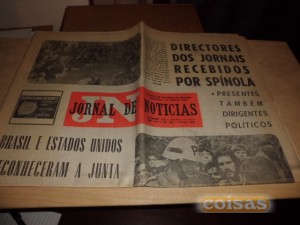 DIRECTORES
DOS JORNAIS
RECEBIDOS
POR SPÍNOLA
• PRESENTES
TAMBÉM
DIRIGENTES
POLÍTICOS
JN
JORNAL DE NOTÍCIAS
BRASIL E ESTADOS UNIDOS
RECONHECERAM A JUNTA
coisas